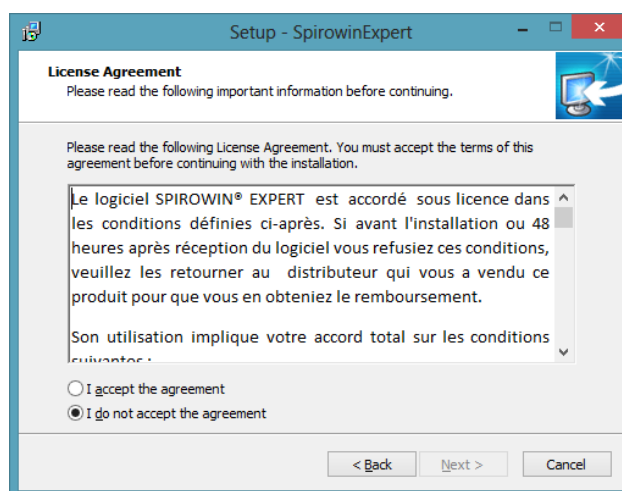 Setup - SpirowinExpert
License Agreement
Please read the following important information before continuing.
Please read the following License Agreement. You must accept the terms of this
agreement before continuing with the installation.
Le logiciel SPIROWIN® EXPERT est accordé sous licence dans
les conditions définies ci-après. Si avant l'installation ou 48
heures après réception du logiciel vous refusiez ces conditions,
veuillez les retourner au distributeur qui vous a vendu ce
produit pour que vous en obteniez le remboursement.
Son utilisation implique votre accord total sur les conditions
suivantes :
I accept the agreement
I do not accept the agreement
< Back
Next >
Cancel